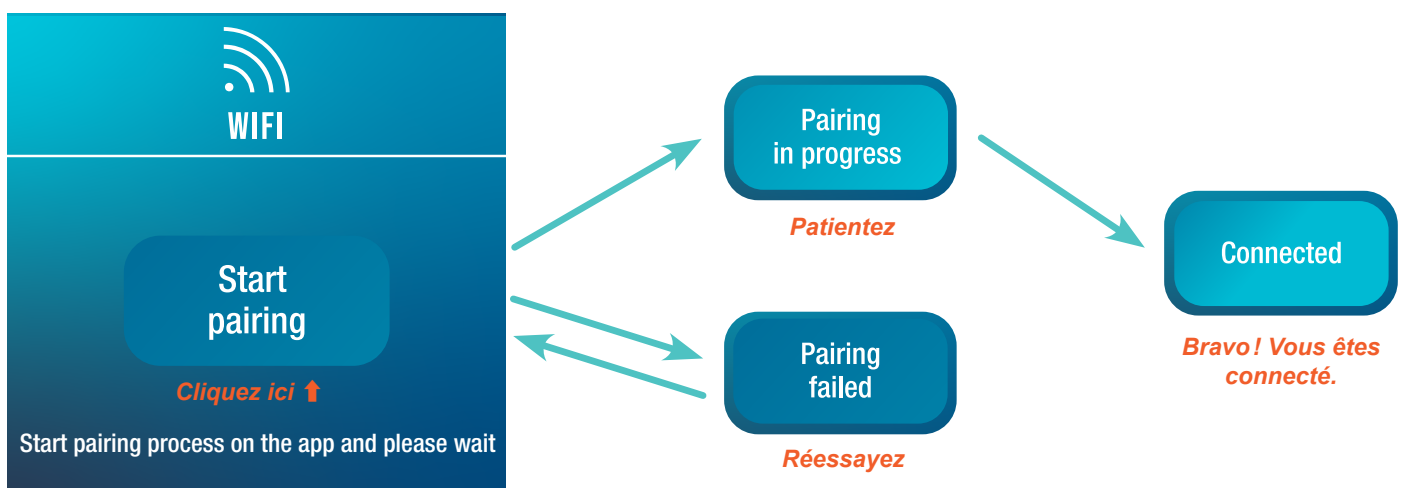 WIFI
Start
pairing
Cliquez ici
Start pairing process on the app and please wait
Pairing
in progress
Patientez
Pairing
failed
Réessayez
Connected
Bravo ! Vous êtes
connecté.